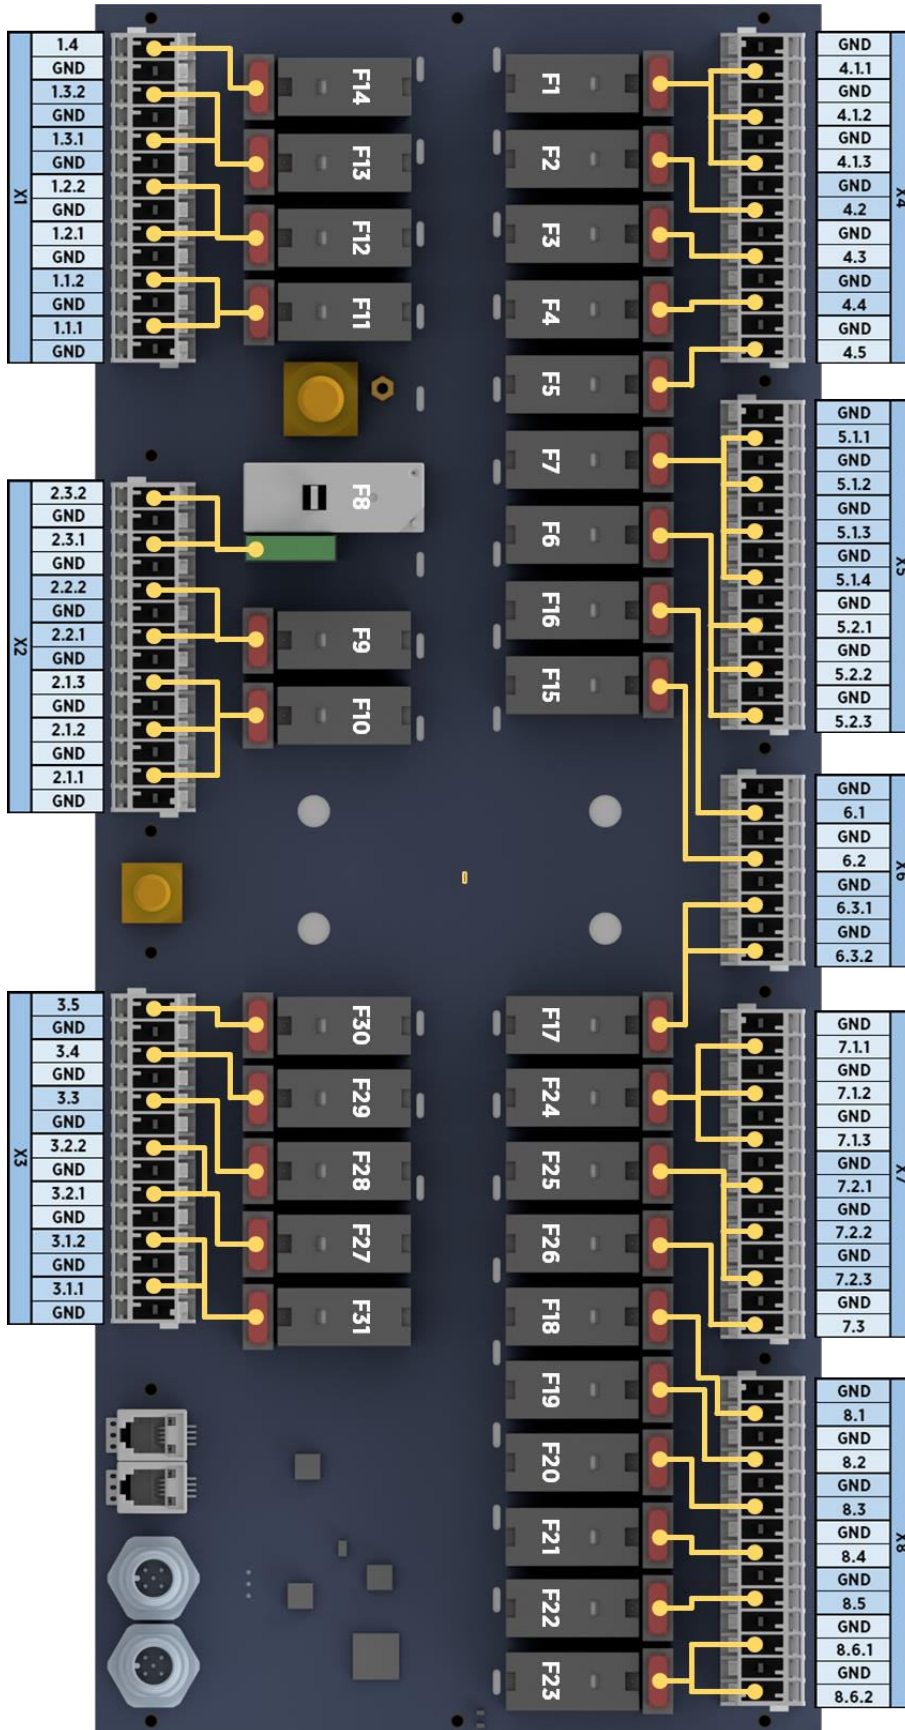 X1
1.4
GND
1.3.2
GND
1.3.1
GND
1.2.2
GND
1.2.1
GND
1.1.2
GND
1.1.1
GND
X2
2.3.2
GND
2.3.1
GND
2.2.2
GND
2.2.1
GND
2.1.3
GND
2.1.2
GND
2.1.1
GND
X3
3.5
GND
3.4
GND
3.3
GND
3.2.2
GND
3.2.1
GND
3.1.2
GND
3.1.1
GND
F14
F13
F12
F11
F8
F9
F10
F30
F29
F28
F27
F31
F1
F2
F3
F4
F5
F7
F6
F16
F15
F17
F24
F25
F26
F18
F19
F20
F21
F22
F23
GND
4.1.1
GND
4.1.2
GND
4.1.3
GND
4.2
GND
4.3
GND
4.4
GND
4.5
X4
GND
5.1.1
GND
5.1.2
GND
5.1.3
GND
5.1.4
GND
5.2.1
GND
5.2.2
GND
5.2.3
X5
GND
6.1
GND
6.2
GND
6.3.1
GND
6.3.2
X6
GND
7.1.1
GND
7.1.2
GND
7.1.3
GND
7.2.1
GND
7.2.2
GND
7.2.3
GND
7.3
X7
GND
8.1
GND
8.2
GND
8.3
GND
8.4
GND
8.5
GND
8.6.1
GND
8.6.2
X8